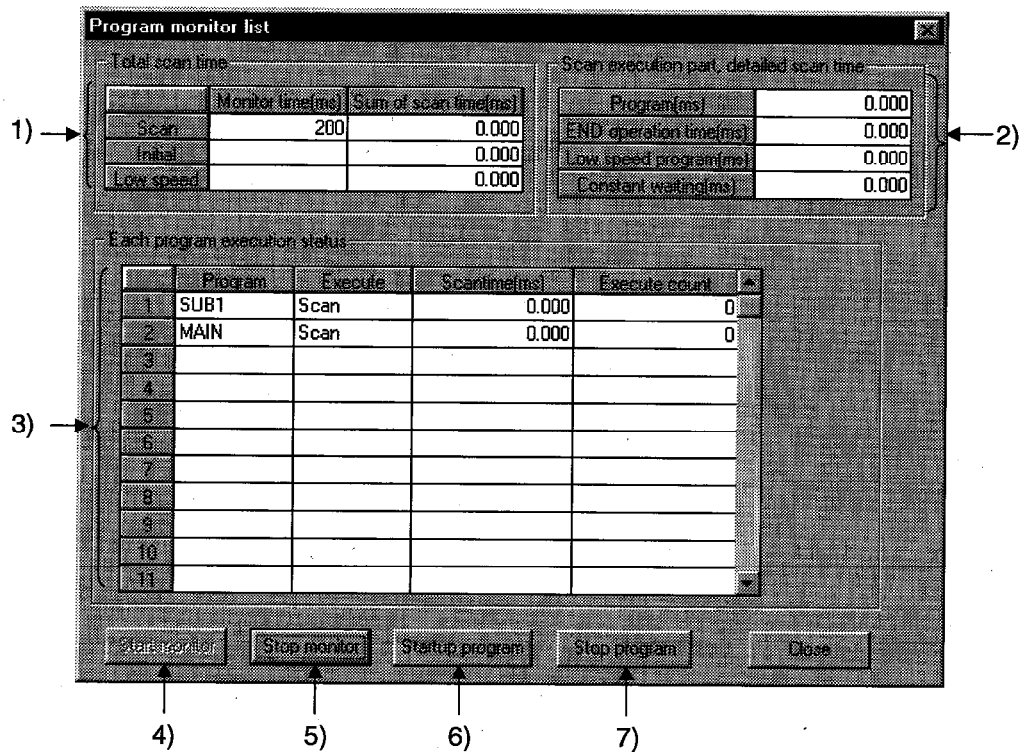 Program monitor list
Total scan time
Monitor time(ms) Sum of scan time(ms)
Scan 200 0.000
Initial 0.000
Low speed 0.000
Scan execution part, detailed scan time
Program(ms) 0.000
END operation time(ms) 0.000
Low speed program(ms) 0.000
Constant waiting(ms) 0.000
1)
2)
Each program execution status
Program Execute Scantime(ms) Execute count
1 SUB1 Scan 0.000 0
2 MAIN Scan 0.000 0
3
4
5
6
7
8
9
10
11
3)
Start monitor Stop monitor Startup program Stop program Close
4) 5) 6) 7)